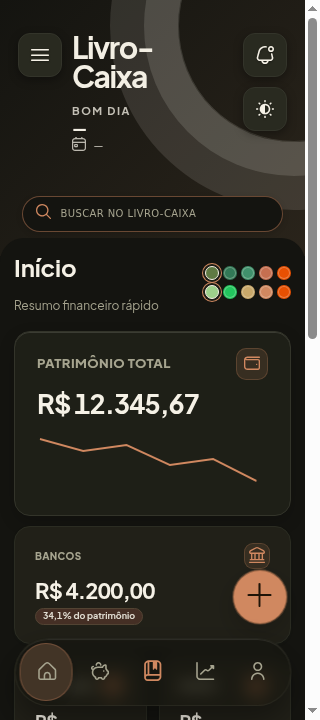 Livro-
Caixa
BOM DIA
—
—
BUSCAR NO LIVRO-CAIXA
Início
Resumo financeiro rápido
PATRIMÔNIO TOTAL
R$ 12.345,67
BANCOS
R$ 4.200,00
34,1% do patrimônio